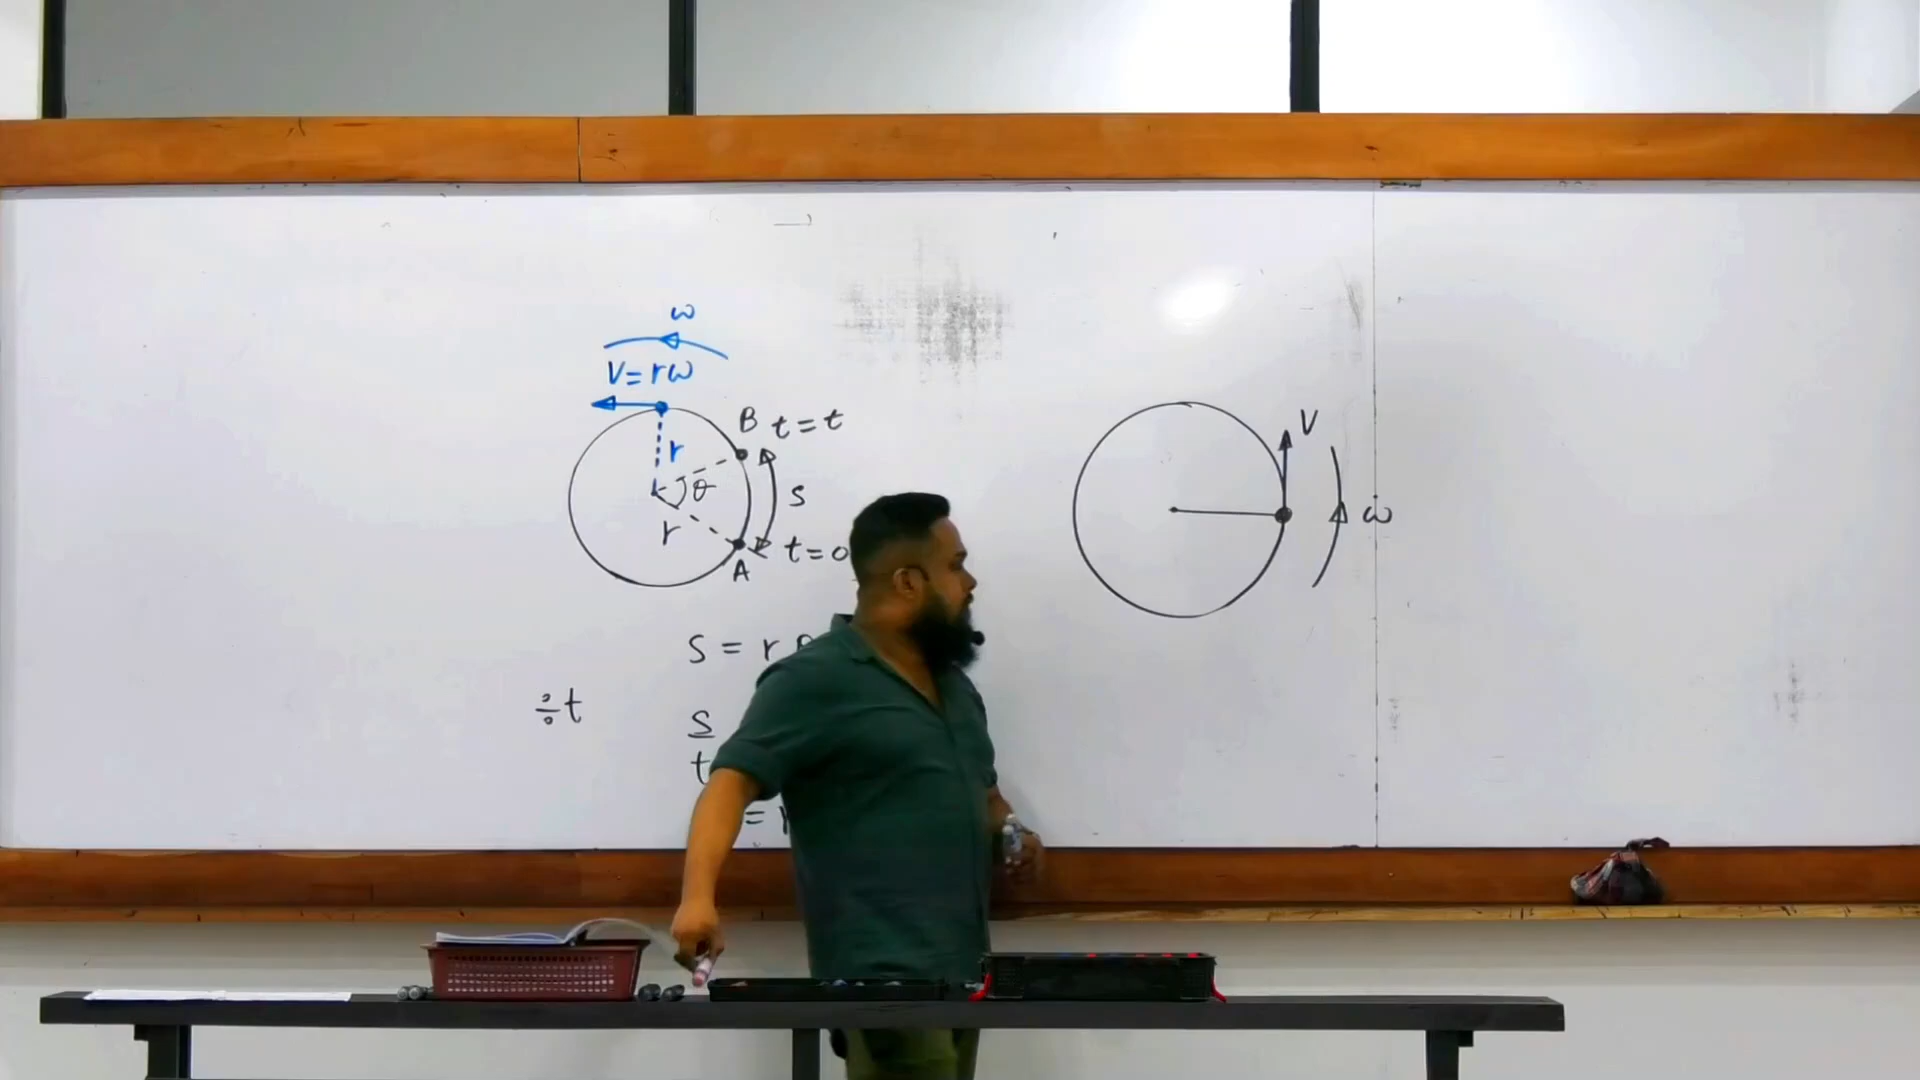 ω
V = rω
B t = t
r
θ
S
r
t = 0
A
S = r
÷t
S
t
=
V
ω